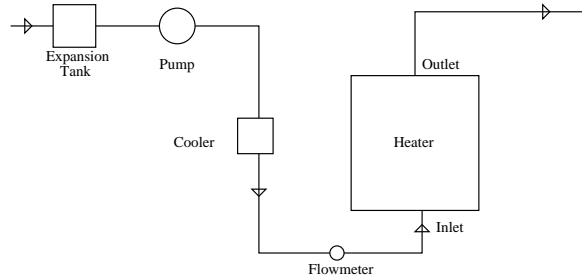 Expansion
Tank
Pump
Outlet
Cooler
Heater
Inlet
Flowmeter